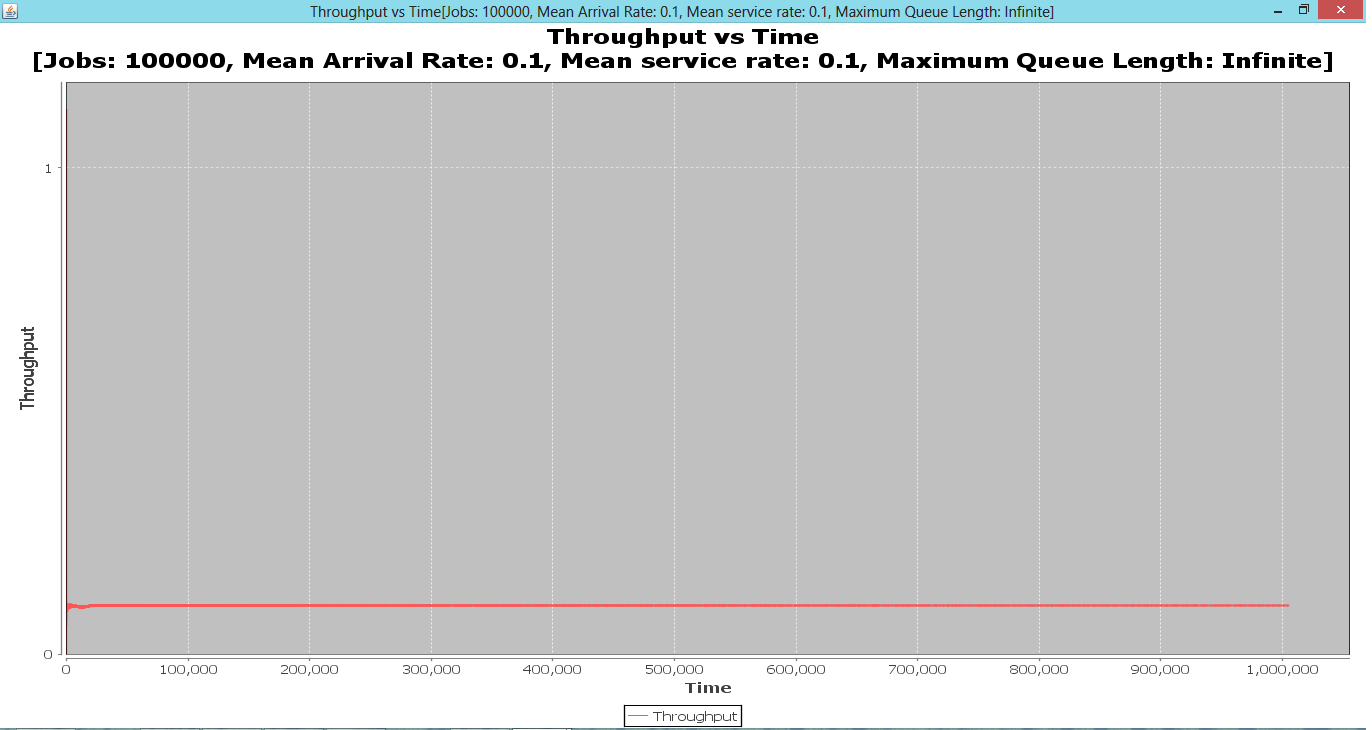 Throughput vs Time[Jobs: 100000, Mean Arrival Rate: 0.1, Mean service rate: 0.1, Maximum Queue Length: Infinite]
Throughput vs Time
[Jobs: 100000, Mean Arrival Rate: 0.1, Mean service rate: 0.1, Maximum Queue Length: Infinite]
1
Throughput
0
0 100,000 200,000 300,000 400,000 500,000 600,000 700,000 800,000 900,000 1,000,000
Time
Throughput